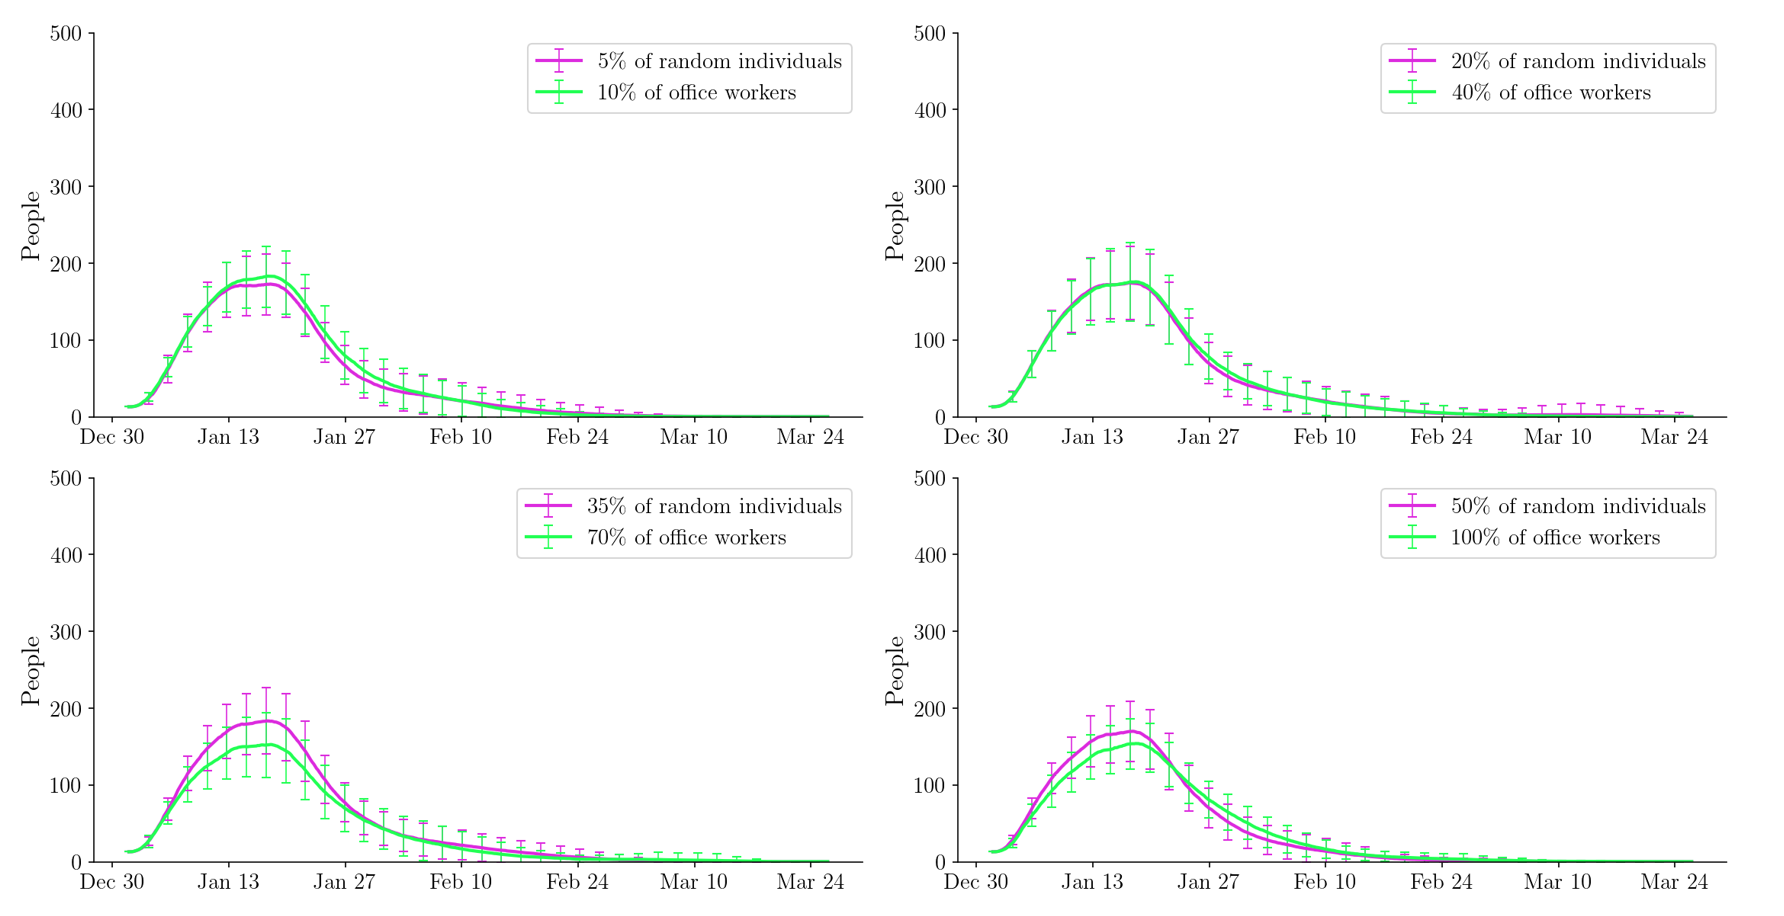 500
400
300
200
100
0
People
5% of random individuals
10% of office workers
Dec 30 Jan 13 Jan 27 Feb 10 Feb 24 Mar 10 Mar 24
500
400
300
200
100
0
People
20% of random individuals
40% of office workers
Dec 30 Jan 13 Jan 27 Feb 10 Feb 24 Mar 10 Mar 24
500
400
300
200
100
0
People
35% of random individuals
70% of office workers
Dec 30 Jan 13 Jan 27 Feb 10 Feb 24 Mar 10 Mar 24
500
400
300
200
100
0
People
50% of random individuals
100% of office workers
Dec 30 Jan 13 Jan 27 Feb 10 Feb 24 Mar 10 Mar 24